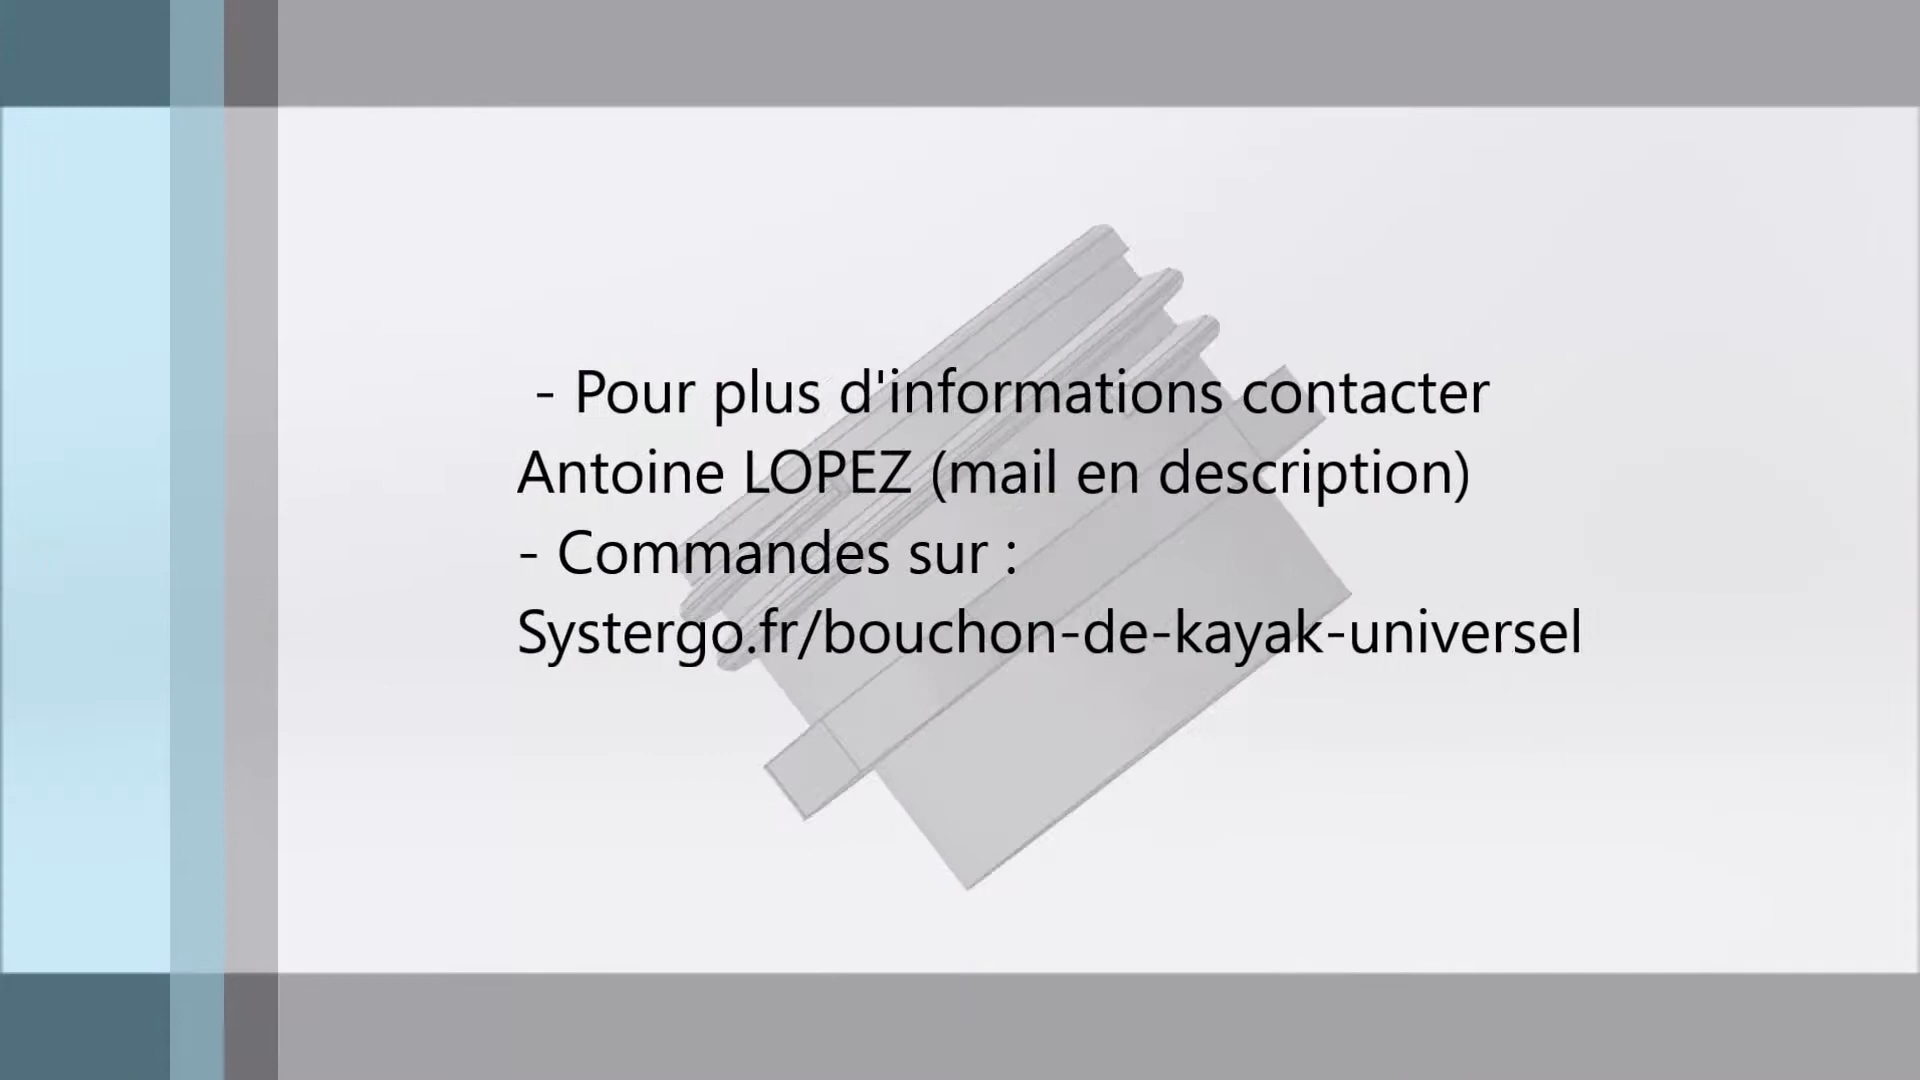 - Pour plus d'informations contacter
Antoine LOPEZ (mail en description)
- Commandes sur :
Systergo.fr/bouchon-de-kayak-universel